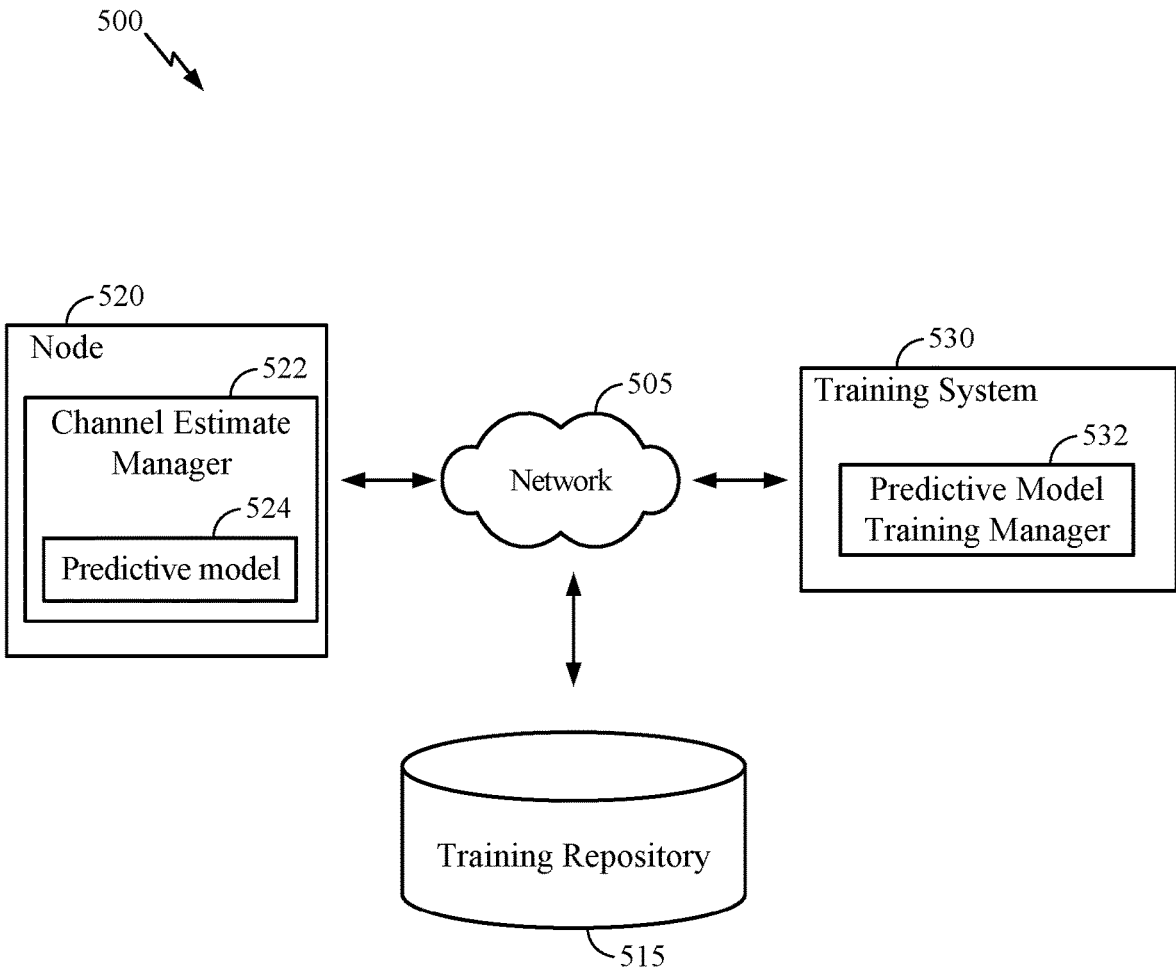 500
520
Node
522
Channel Estimate
Manager
524
Predictive model
505
Network
530
Training System
532
Predictive Model
Training Manager
Training Repository
515